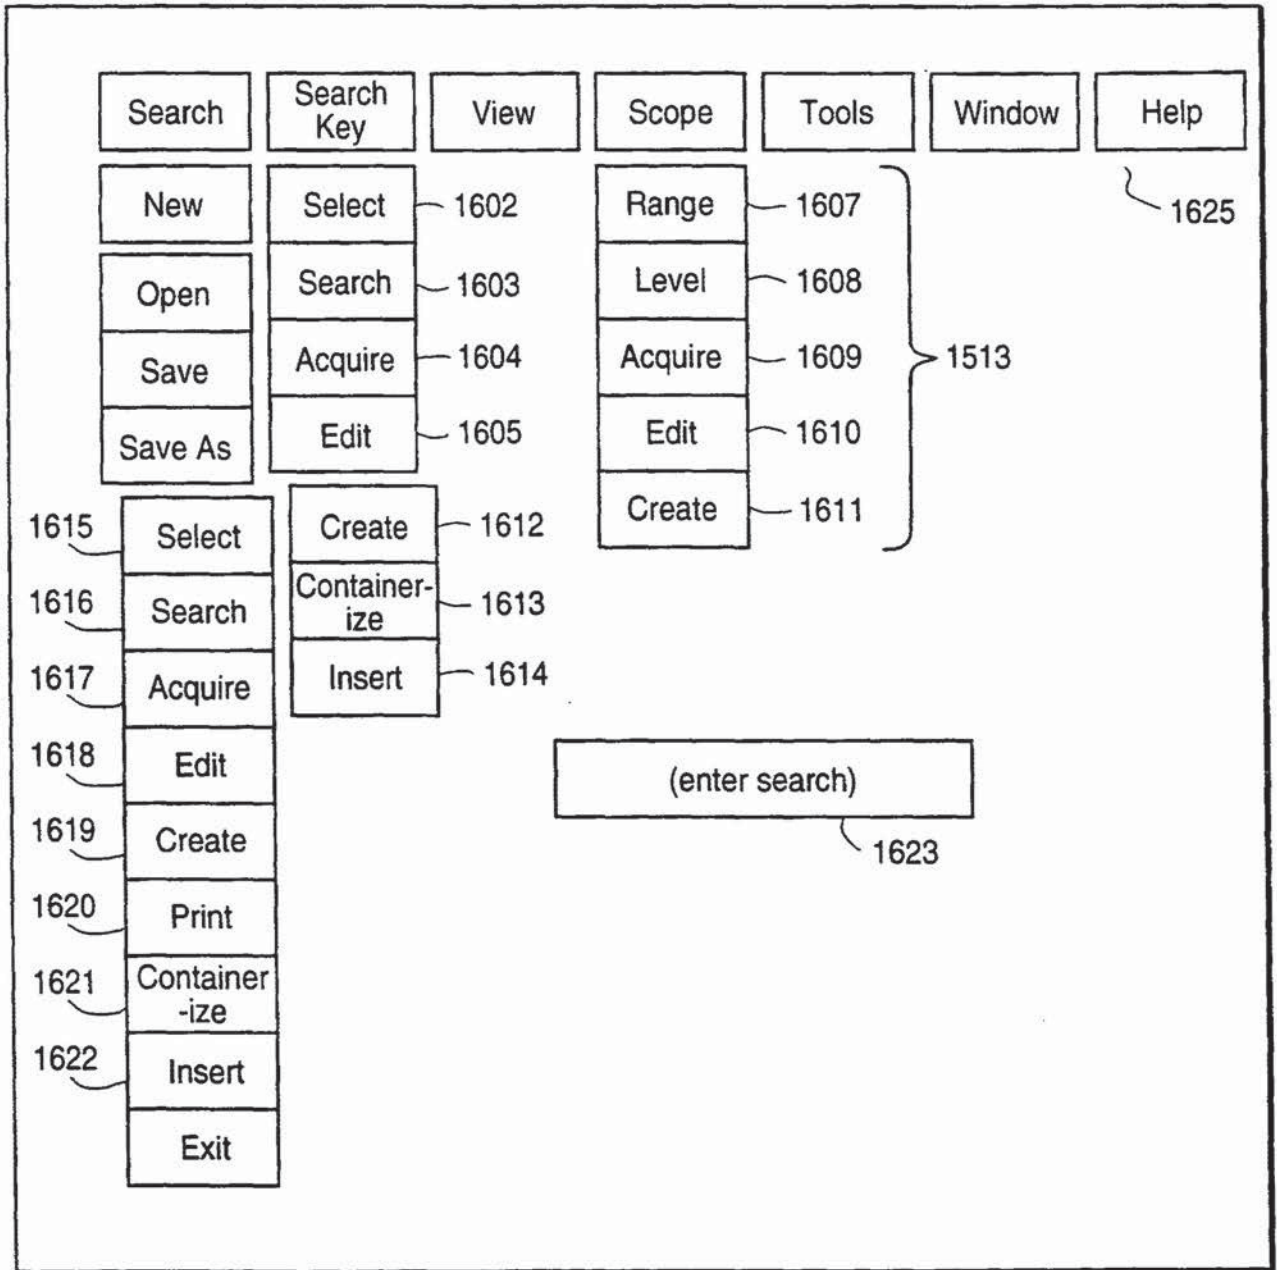 Search
Search
Key
View
Scope
Tools
Window
Help
New
Select
1602
Range
1607
1625
Open
Search
1603
Level
1608
Save
Acquire
1604
Acquire
1609
1513
Save As
Edit
1605
Edit
1610
Create
1611
1615
Select
Create
1612
1616
Search
Container-
ize
1613
1617
Acquire
Insert
1614
1618
Edit
(enter search)
1623
1619
Create
1620
Print
1621
Container
-ize
1622
Insert
Exit